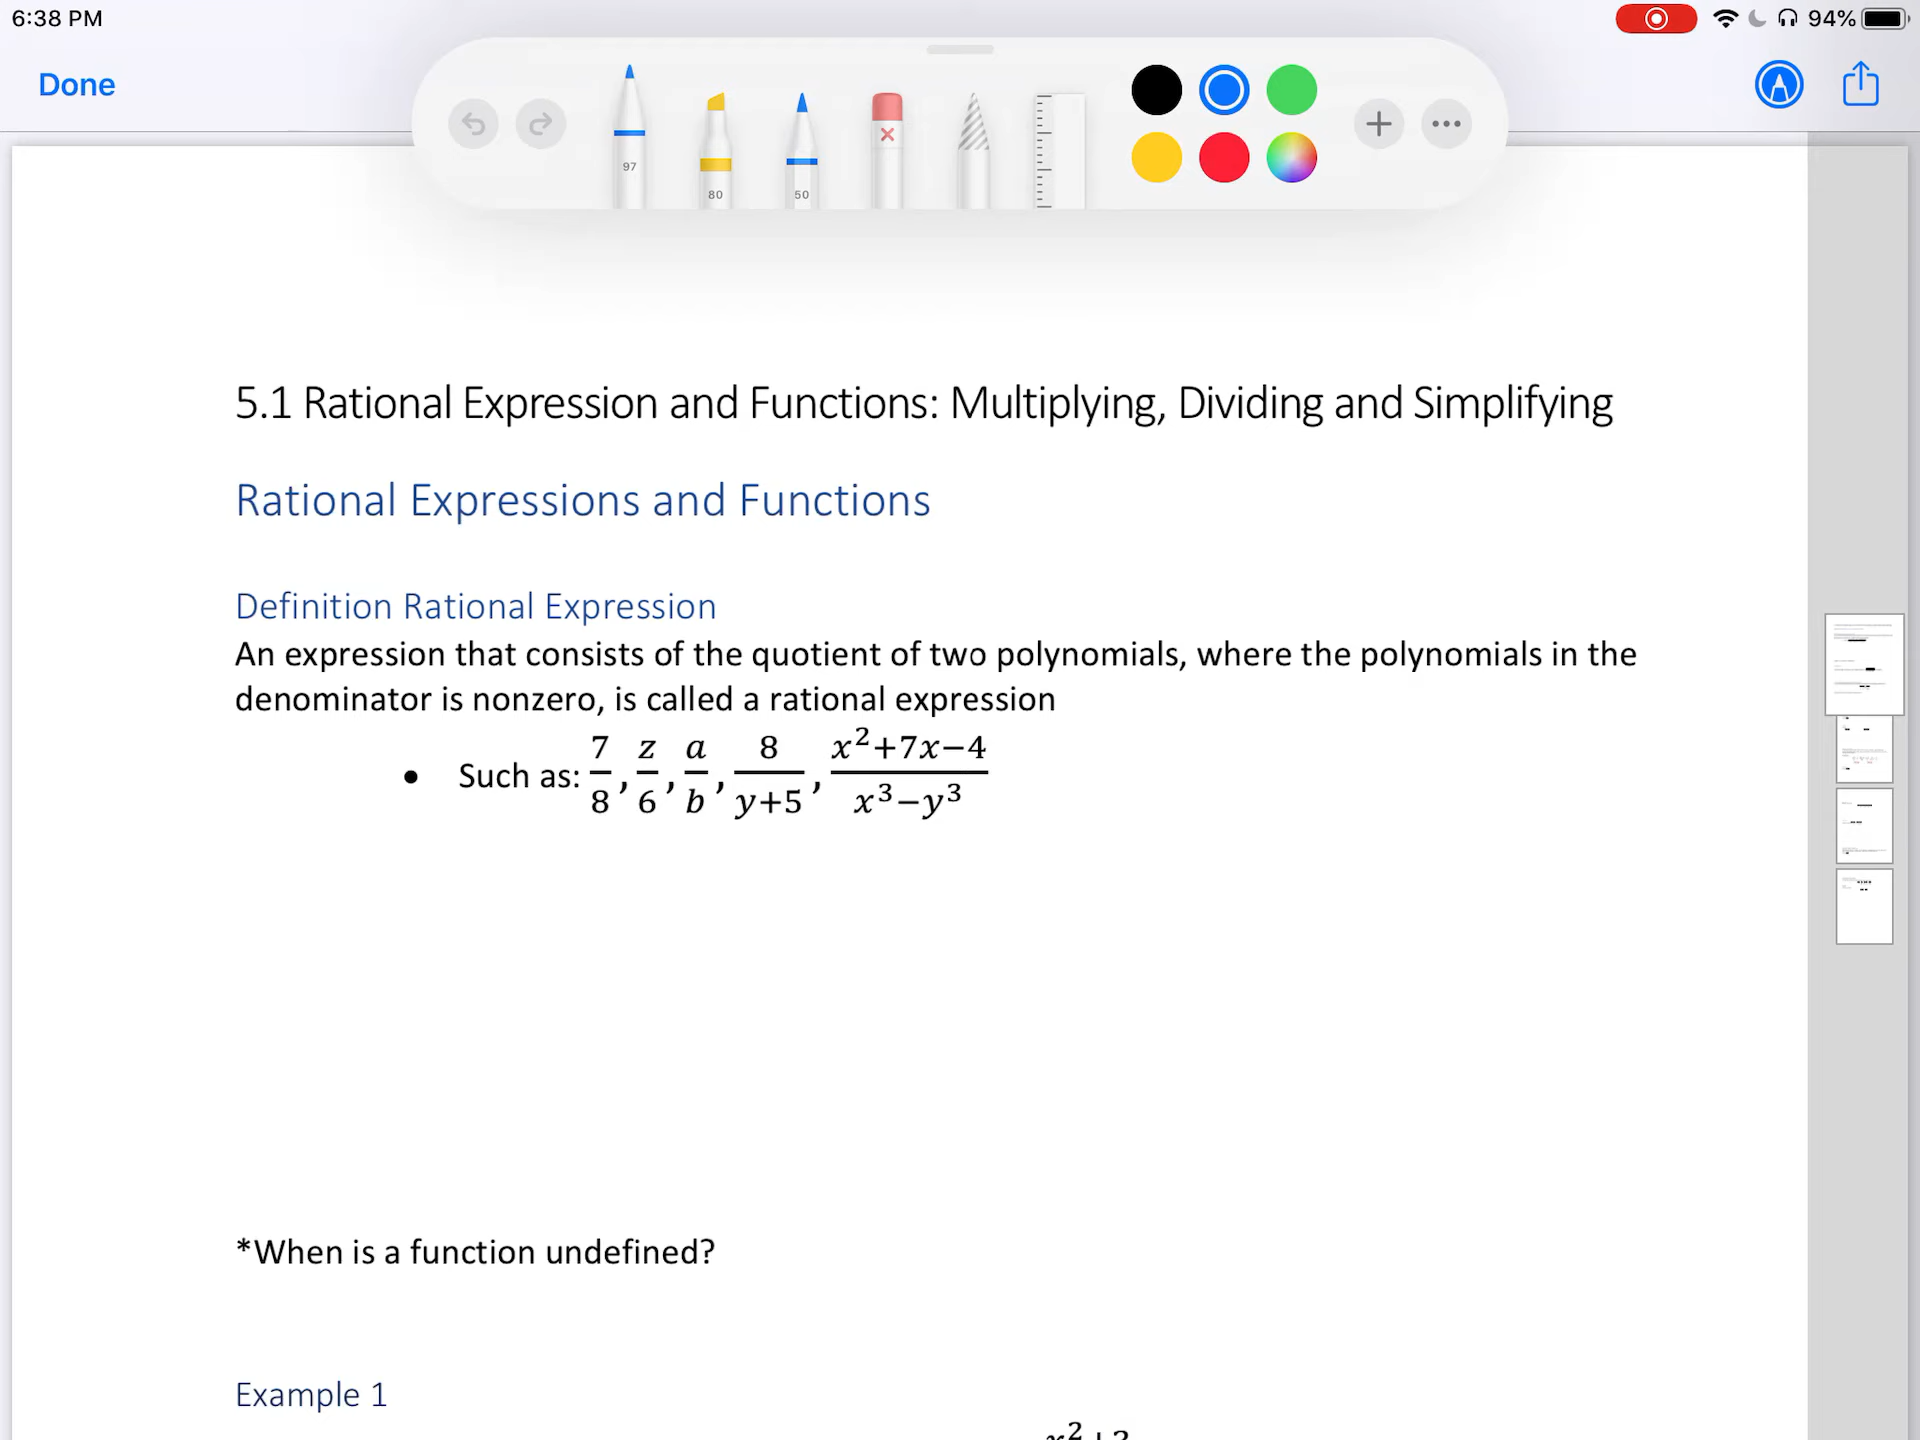 6:38 PM
94%
Done
97
80
50
5.1 Rational Expression and Functions: Multiplying, Dividing and Simplifying
Rational Expressions and Functions
Definition Rational Expression
An expression that consists of the quotient of two polynomials, where the polynomials in the
denominator is nonzero, is called a rational expression
• Such as: 7/8, z/6, a/b, 8/(y+5), (x²+7x−4)/(x³−y³)
*When is a function undefined?
Example 1